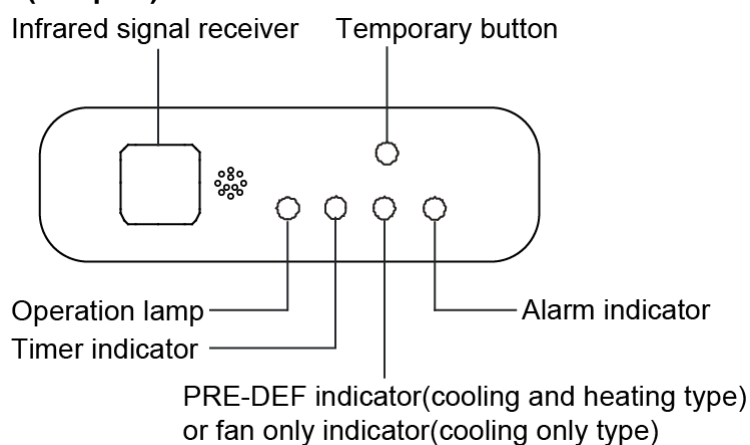 Infrared signal receiver
Temporary button
Operation lamp
Alarm indicator
Timer indicator
PRE-DEF indicator(cooling and heating type)
or fan only indicator(cooling only type)